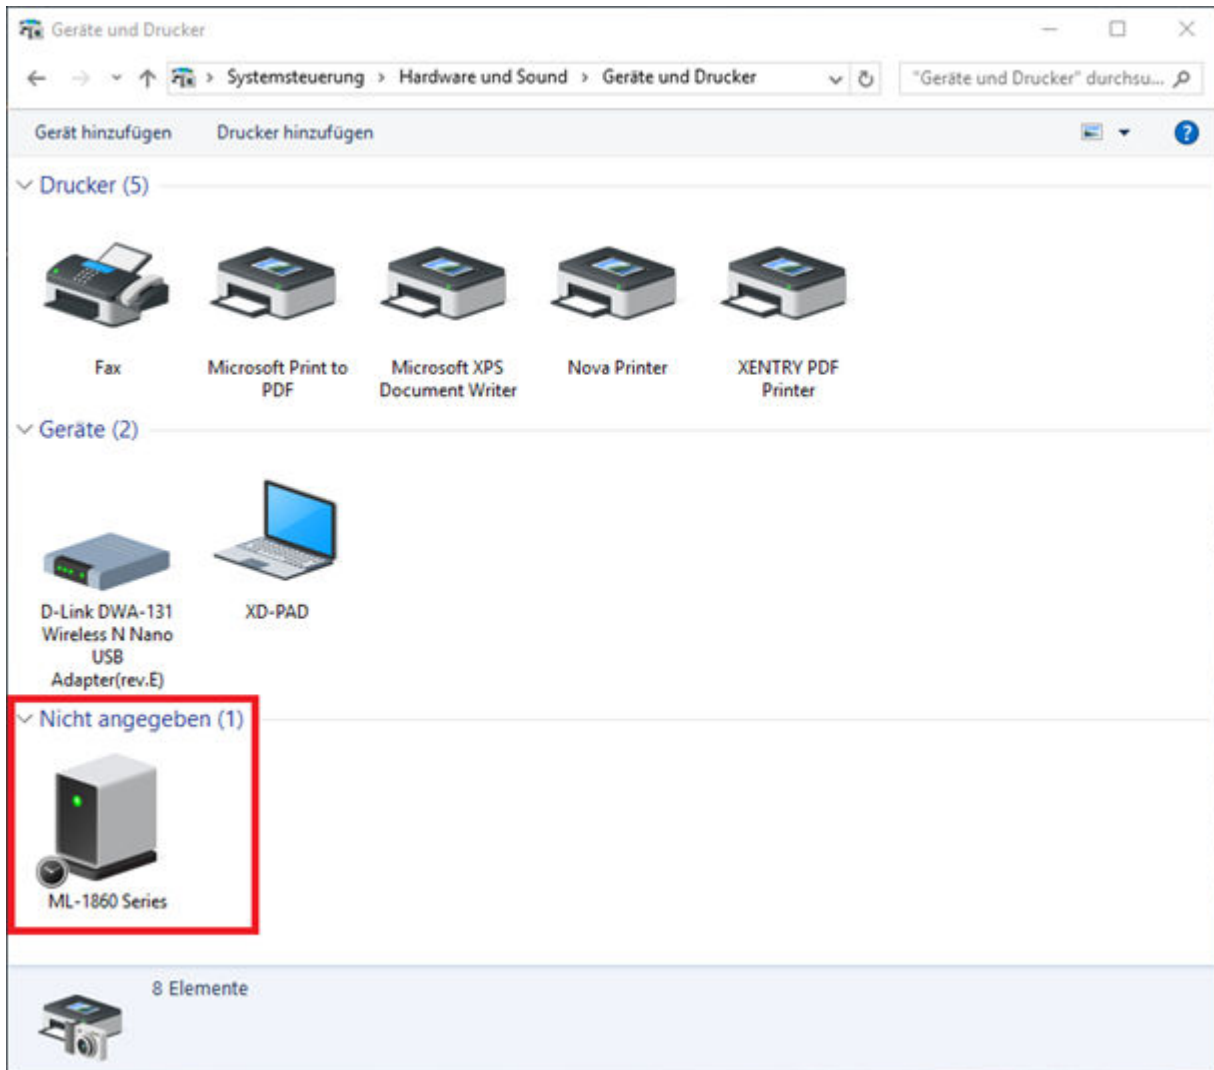 Geräte und Drucker
Systemsteuerung > Hardware und Sound > Geräte und Drucker
"Geräte und Drucker" durchsu...
Gerät hinzufügen Drucker hinzufügen
Drucker (5)
Fax
Microsoft Print to
PDF
Microsoft XPS
Document Writer
Nova Printer
XENTRY PDF
Printer
Geräte (2)
D-Link DWA-131
Wireless N Nano
USB
Adapter(rev.E)
XD-PAD
Nicht angegeben (1)
ML-1860 Series
8 Elemente